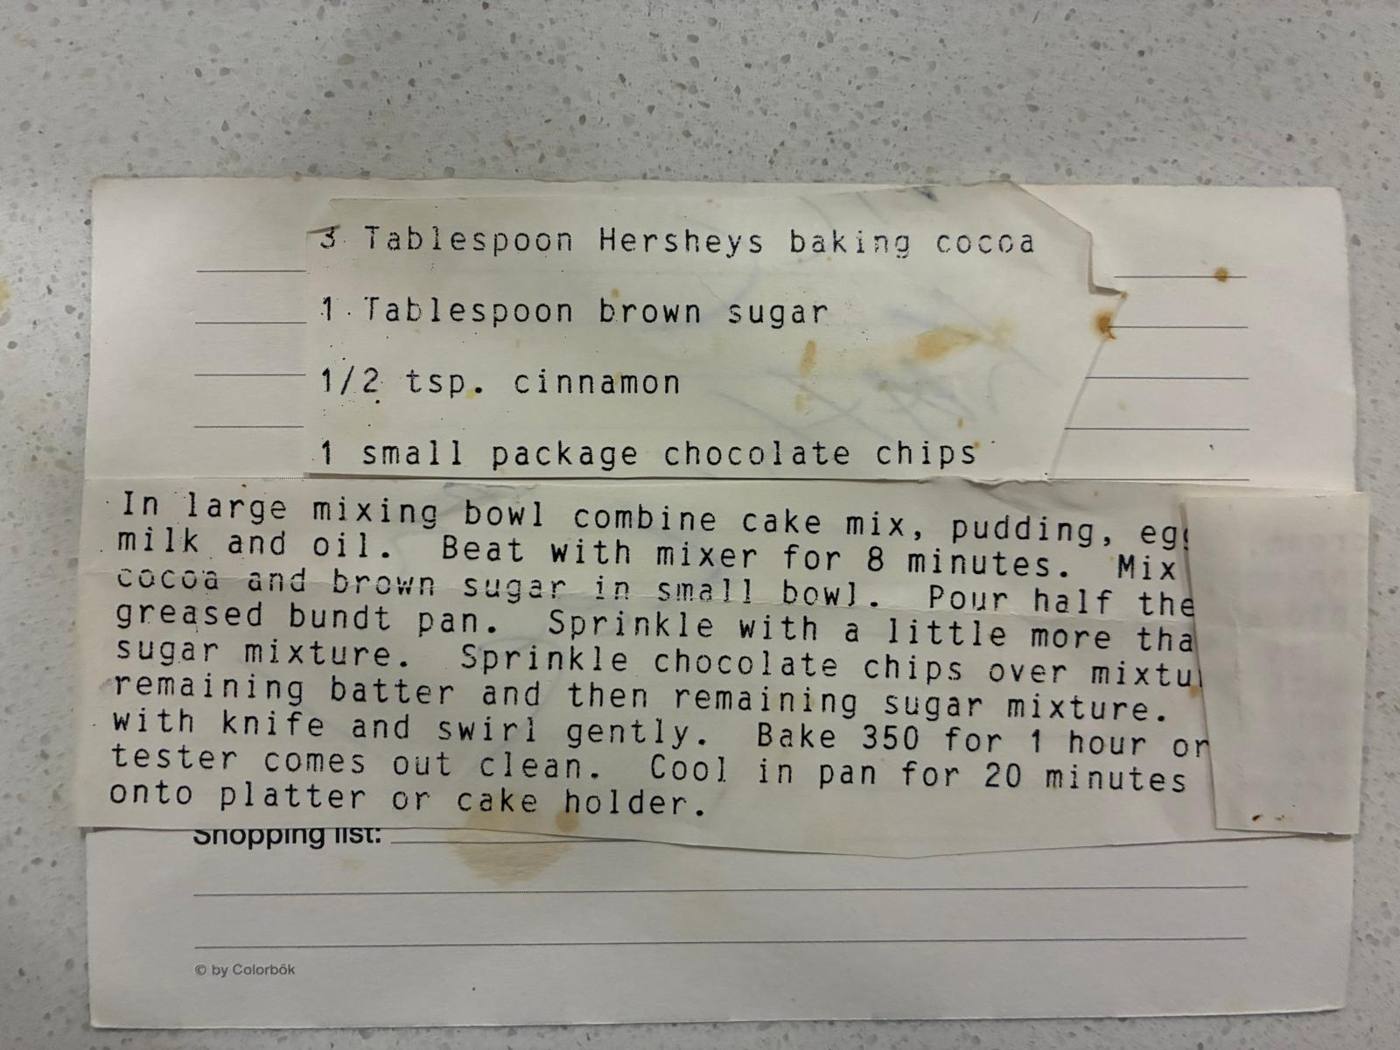 3 Tablespoon Hersheys baking cocoa
1 Tablespoon brown sugar
1/2 tsp. cinnamon
1 small package chocolate chips
In large mixing bowl combine cake mix, pudding,
milk and oil. Beat with mixer for 8 minutes. Mix
cocoa and brown sugar in small bowl. Pour half the
greased bundt pan. Sprinkle with a little more
sugar mixture. Sprinkle chocolate chips over
remaining batter and then remaining sugar mixture.
with knife and swirl gently. Bake 350 for 1 hour or
tester comes out clean. Cool in pan for 20 minutes
onto platter or cake holder.
Shopping list:
© by Colorbök